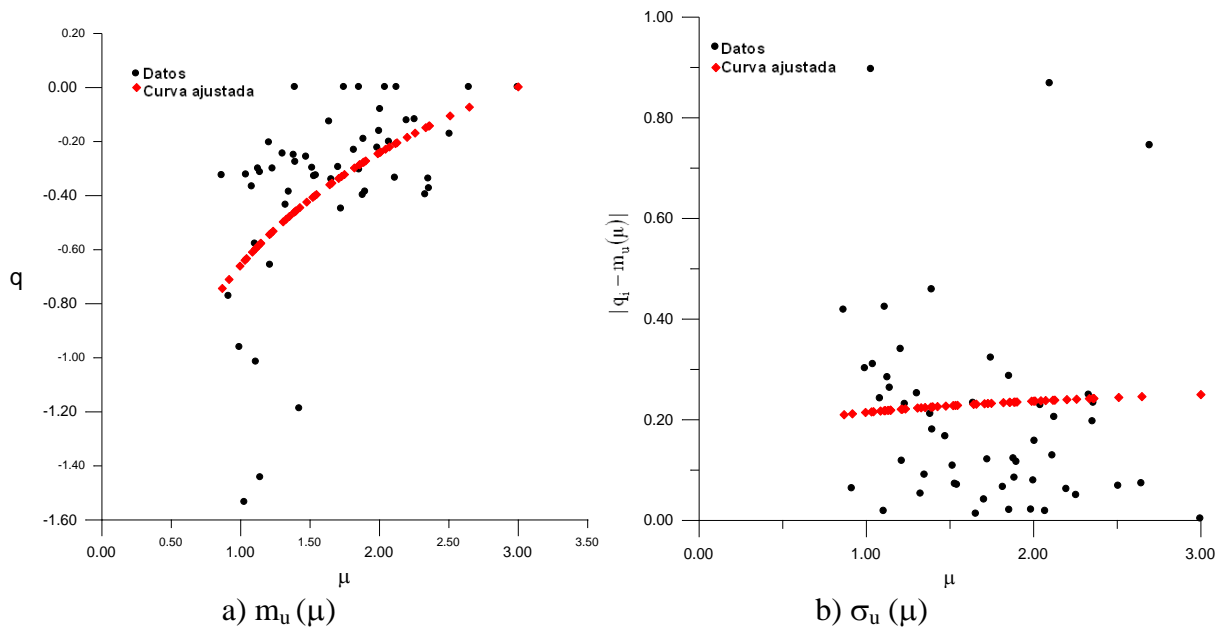 0.20
0.00
-0.20
-0.40
-0.60
-0.80
-1.00
-1.20
-1.40
-1.60
q
Datos
Curva ajustada
0.00
0.50
1.00
1.50
2.00
2.50
3.00
3.50
μ
a) mᵤ (μ)
1.00
0.80
0.60
0.40
0.20
0.00
| qᵢ − mᵤ(μ)|
Datos
Curva ajustada
0.00
1.00
2.00
3.00
μ
b) σᵤ (μ)